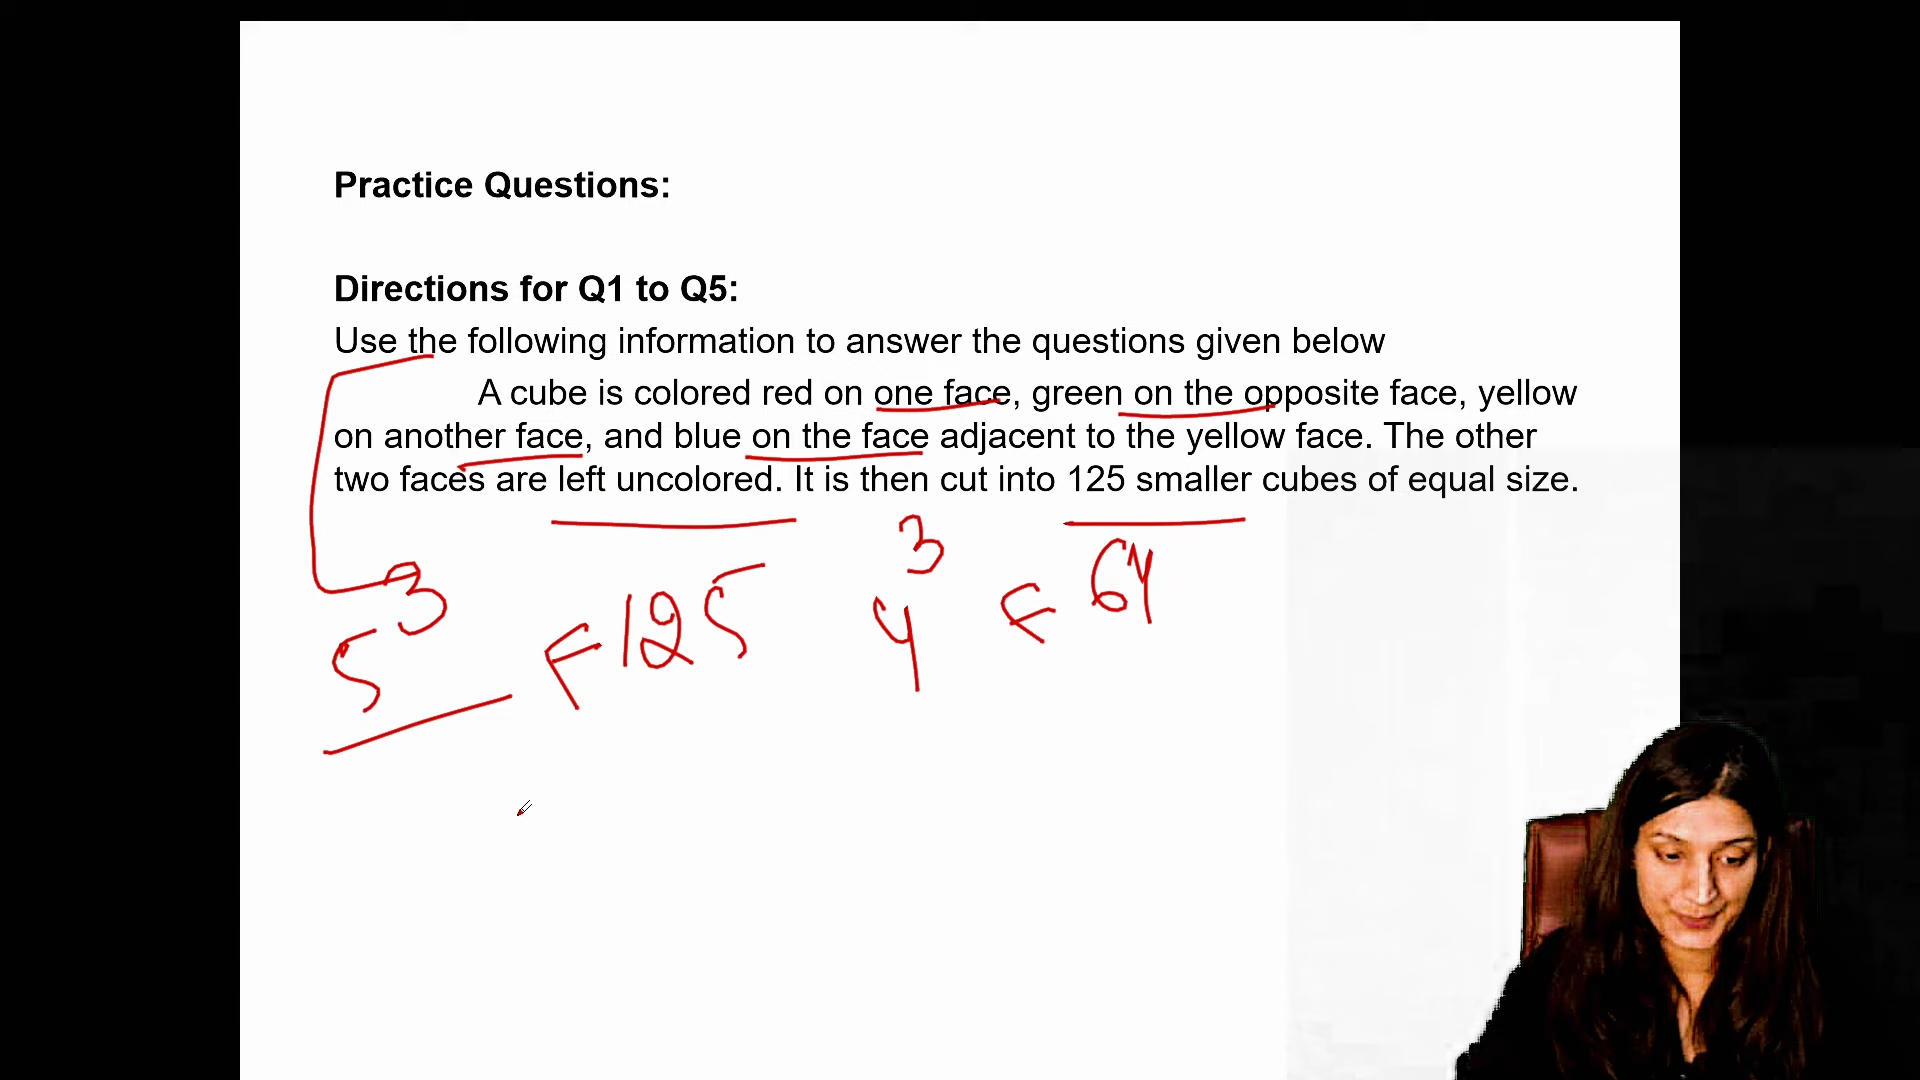 Practice Questions:
Directions for Q1 to Q5:
Use the following information to answer the questions given below
A cube is colored red on one face, green on the opposite face, yellow
on another face, and blue on the face adjacent to the yellow face. The other
two faces are left uncolored. It is then cut into 125 smaller cubes of equal size.
5³ = 125 4³ = 64